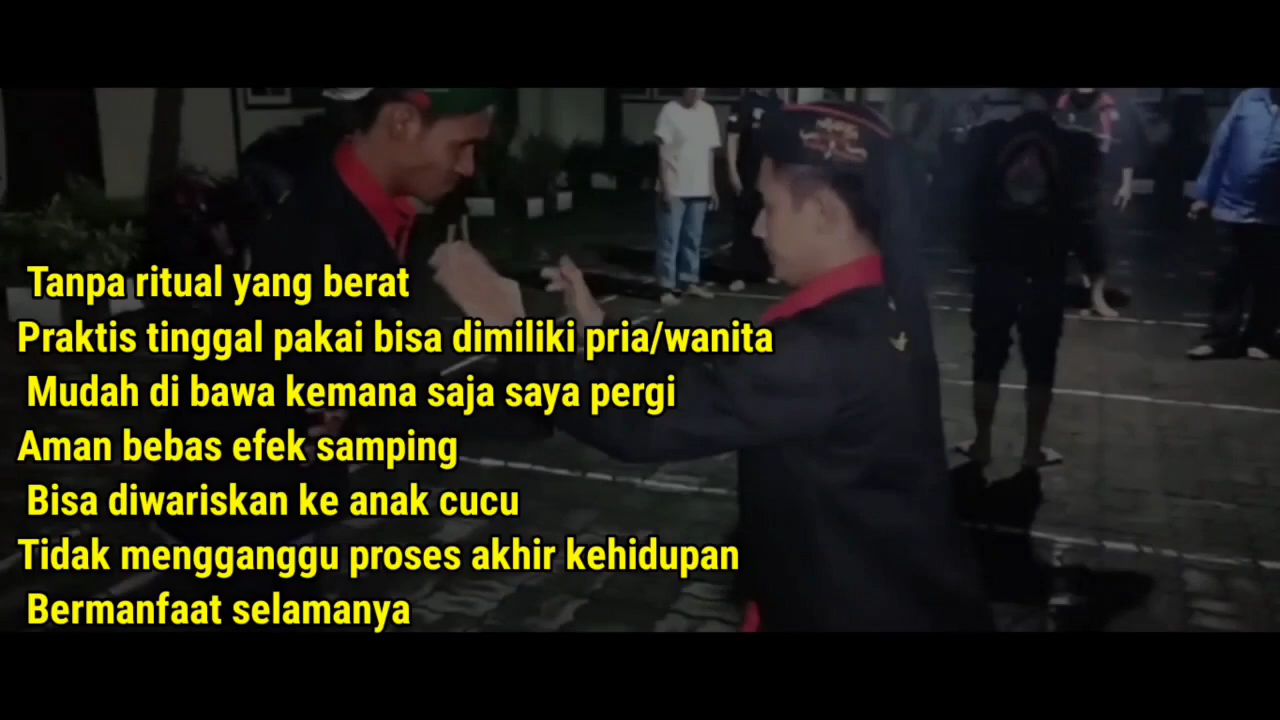 Tanpa ritual yang berat
Praktis tinggal pakai bisa dimiliki pria/wanita
Mudah di bawa kemana saja saya pergi
Aman bebas efek samping
Bisa diwariskan ke anak cucu
Tidak mengganggu proses akhir kehidupan
Bermanfaat selamanya